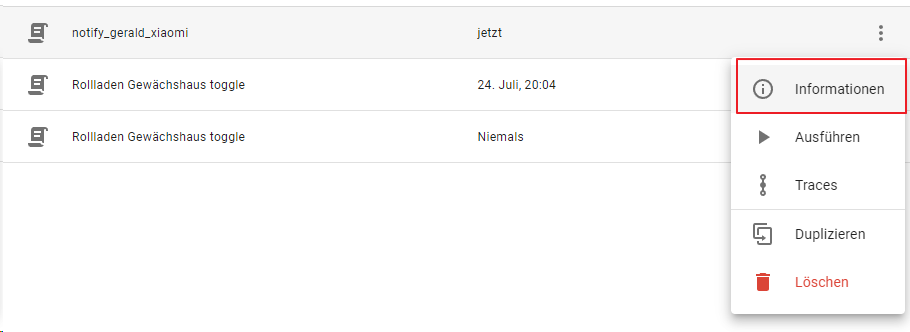 notify_gerald_xiaomi jetzt
Rollladen Gewächshaus toggle 24. Juli, 20:04
Rollladen Gewächshaus toggle Niemals
Informationen
Ausführen
Traces
Duplizieren
Löschen